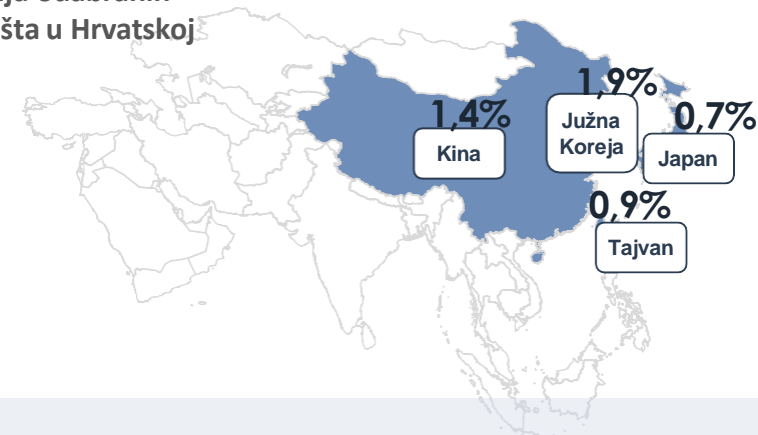 šta u Hrvatskoj
1,9%
Južna
Koreja
1,4%
Kina
0,7%
Japan
0,9%
Tajvan